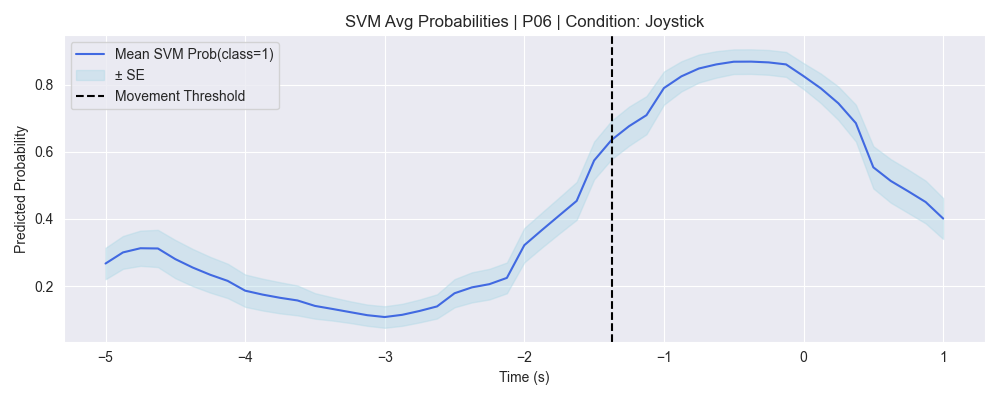 SVM Avg Probabilities | P06 | Condition: Joystick
Mean SVM Prob(class=1)
± SE
Movement Threshold
Predicted Probability
0.8
0.6
0.4
0.2
−5
−4
−3
−2
−1
0
1
Time (s)